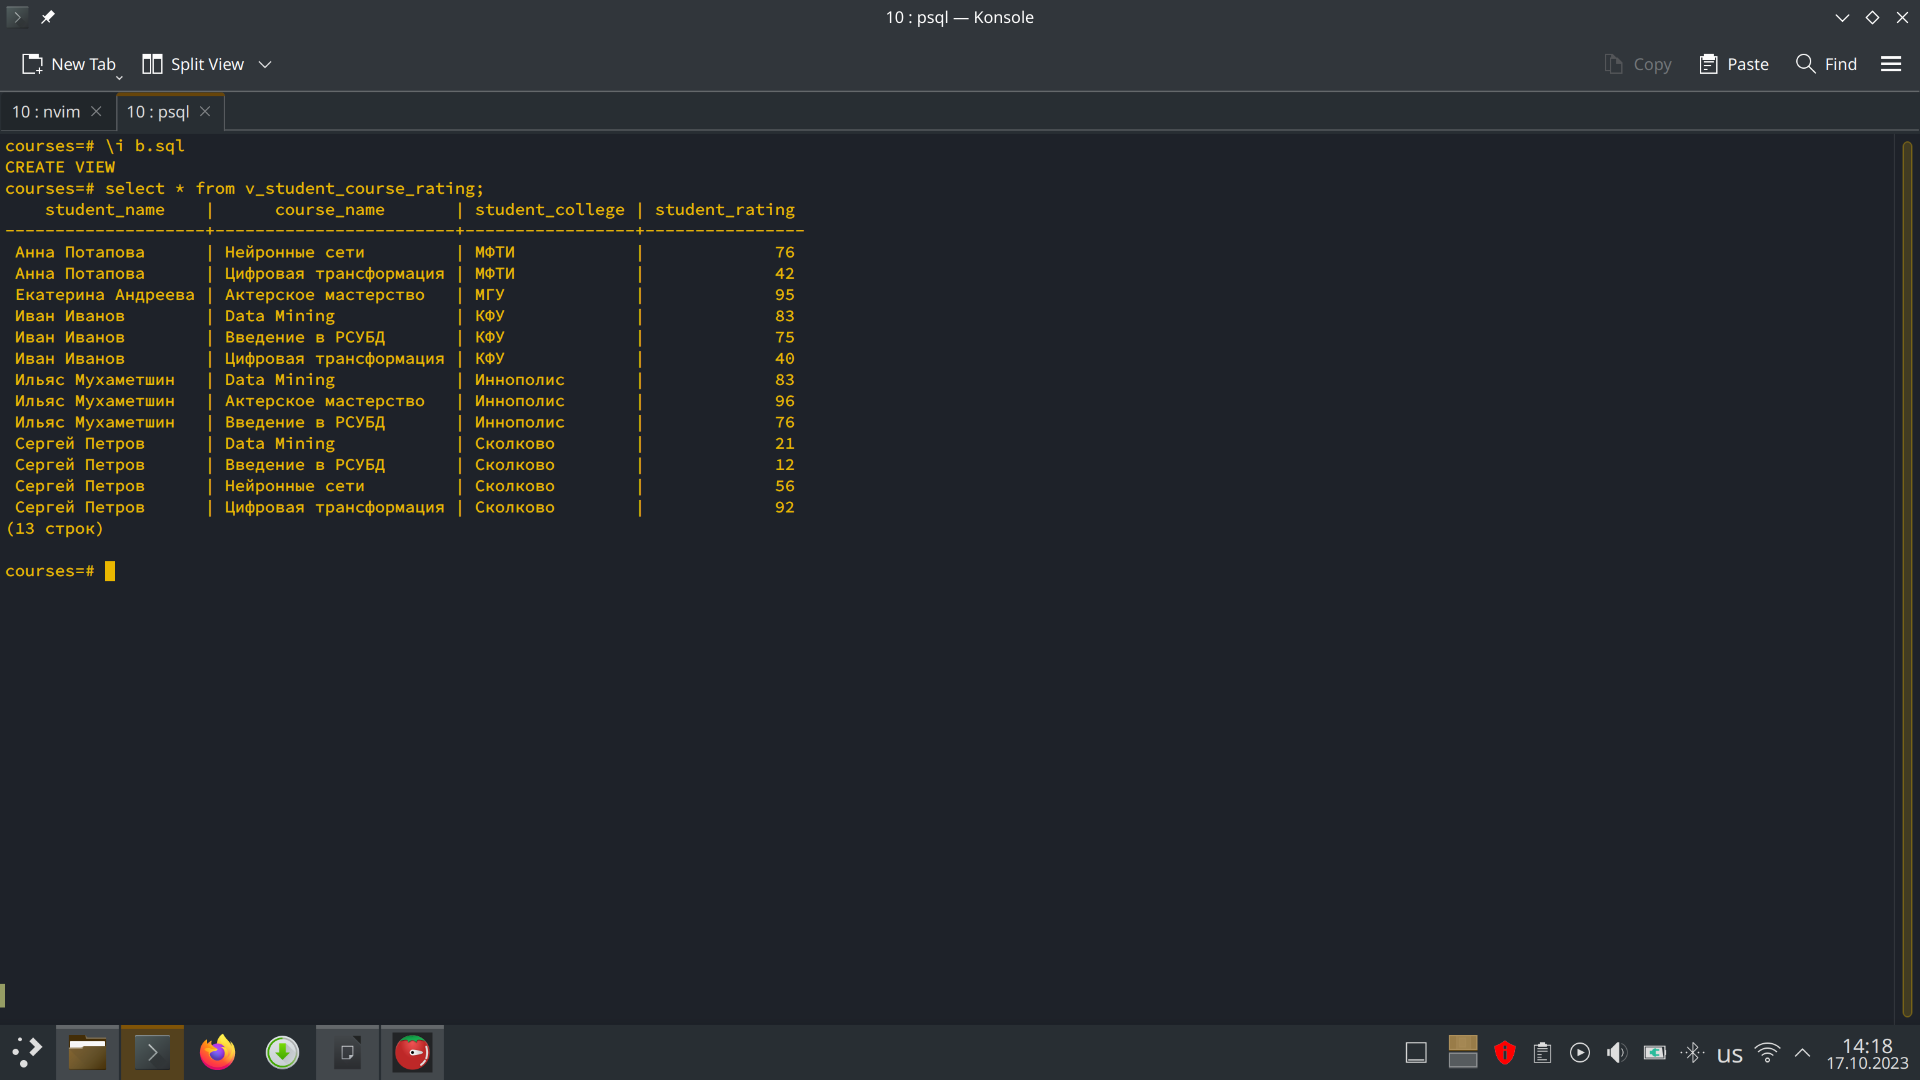 10 : psql — Konsole
New Tab Split View Copy Paste Find
10 : nvim 10 : psql
courses=# \i b.sql
CREATE VIEW
courses=# select * from v_student_course_rating;
student_name | course_name | student_college | student_rating
--------------------+------------------------+-----------------+----------------
Анна Потапова | Нейронные сети | МФТИ | 76
Анна Потапова | Цифровая трансформация | МФТИ | 42
Екатерина Андреева | Актерское мастерство | МГУ | 95
Иван Иванов | Data Mining | КФУ | 83
Иван Иванов | Введение в РСУБД | КФУ | 75
Иван Иванов | Цифровая трансформация | КФУ | 40
Ильяс Мухаметшин | Data Mining | Иннополис | 83
Ильяс Мухаметшин | Актерское мастерство | Иннополис | 96
Ильяс Мухаметшин | Введение в РСУБД | Иннополис | 76
Сергей Петров | Data Mining | Сколково | 21
Сергей Петров | Введение в РСУБД | Сколково | 12
Сергей Петров | Нейронные сети | Сколково | 56
Сергей Петров | Цифровая трансформация | Сколково | 92
(13 строк)
courses=#
us 14:18
17.10.2023